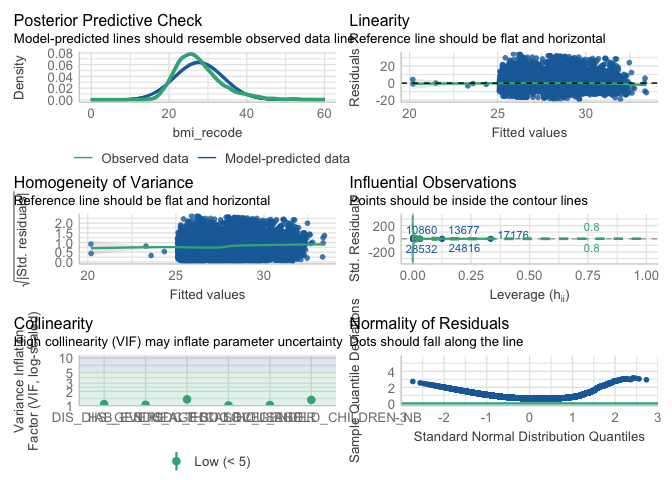 Posterior Predictive Check
Model-predicted lines should resemble observed data line
0.08
0.06
0.04
0.02
0.00
Density
0
20
40
60
bmi_recode
Observed data
Model-predicted data
Linearity
Reference line should be flat and horizontal
20
0
-20
Residuals
20
25
30
Fitted values
Homogeneity of Variance
Reference line should be flat and horizontal
2.0
1.5
1.0
0.5
0.0
√|Std. residuals|
20
25
30
Fitted values
Influential Observations
Points should be inside the contour lines
200
0
-200
Std. Residuals
10860
13677
17176
28532
24816
0.8
0.8
0.00
0.25
0.50
0.75
1.00
Leverage (hii)
Collinearity
High collinearity (VIF) may inflate parameter uncertainty
10
5
3
2
Variance Inflation
Factor (VIF, log-scaled)
Low (< 5)
Normality of Residuals
Dots should fall along the line
4
2
0
Sample Quantile Deviations
-2
-1
0
1
2
3
Standard Normal Distribution Quantiles